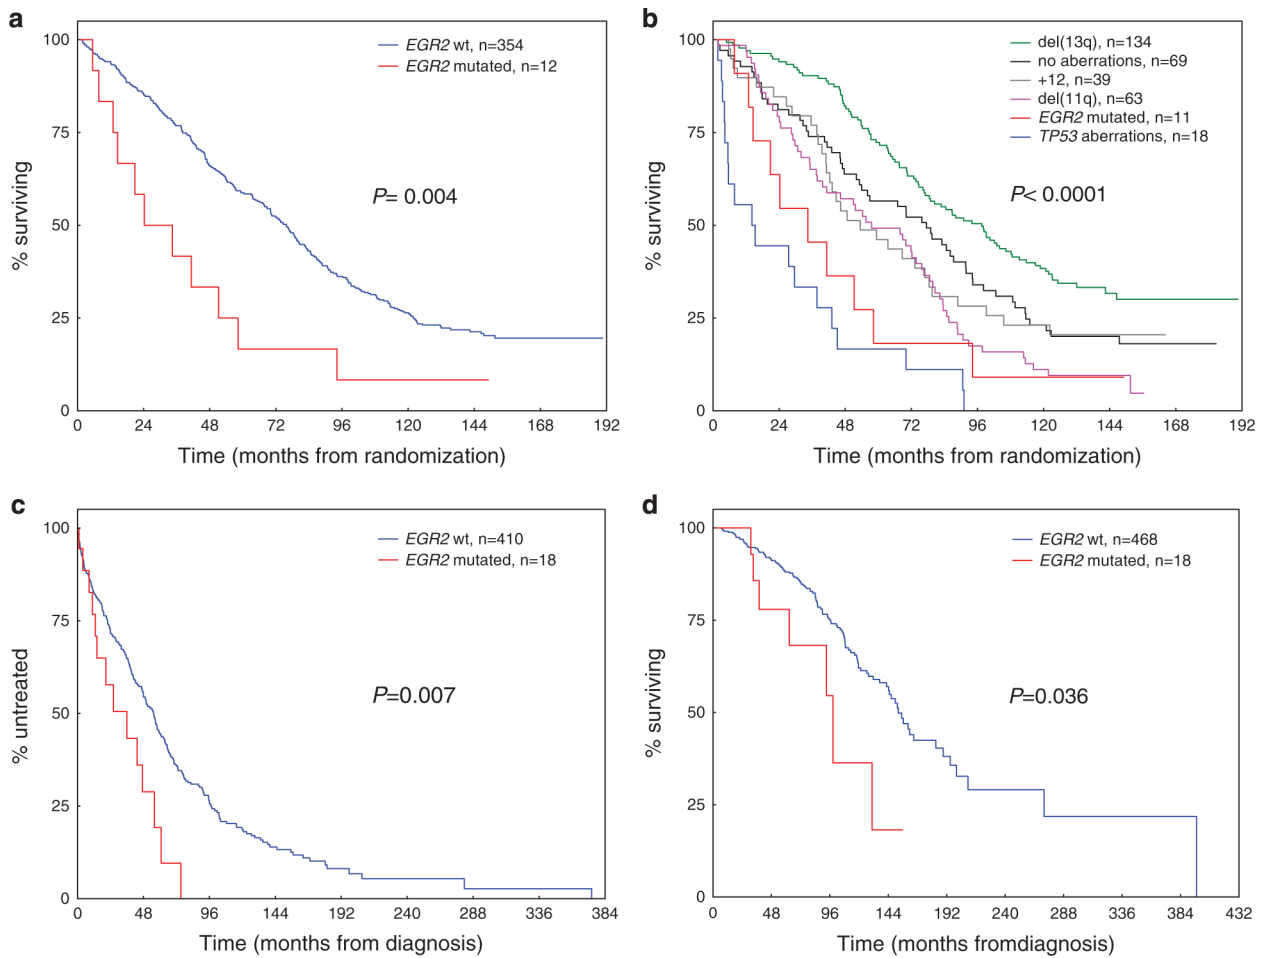 a
100
75
50
25
0
% surviving
EGR2 wt, n=354
EGR2 mutated, n=12
P= 0.004
0 24 48 72 96 120 144 168 192
Time (months from randomization)
b
100
75
50
25
0
% surviving
del(13q), n=134
no aberrations, n=69
+12, n=39
del(11q), n=63
EGR2 mutated, n=11
TP53 aberrations, n=18
P< 0.0001
0 24 48 72 96 120 144 168 192
Time (months from randomization)
c
100
75
50
25
0
% untreated
EGR2 wt, n=410
EGR2 mutated, n=18
P=0.007
0 48 96 144 192 240 288 336 384
Time (months from diagnosis)
d
100
75
50
25
0
% surviving
EGR2 wt, n=468
EGR2 mutated, n=18
P=0.036
0 48 96 144 192 240 288 336 384 432
Time (months fromdiagnosis)